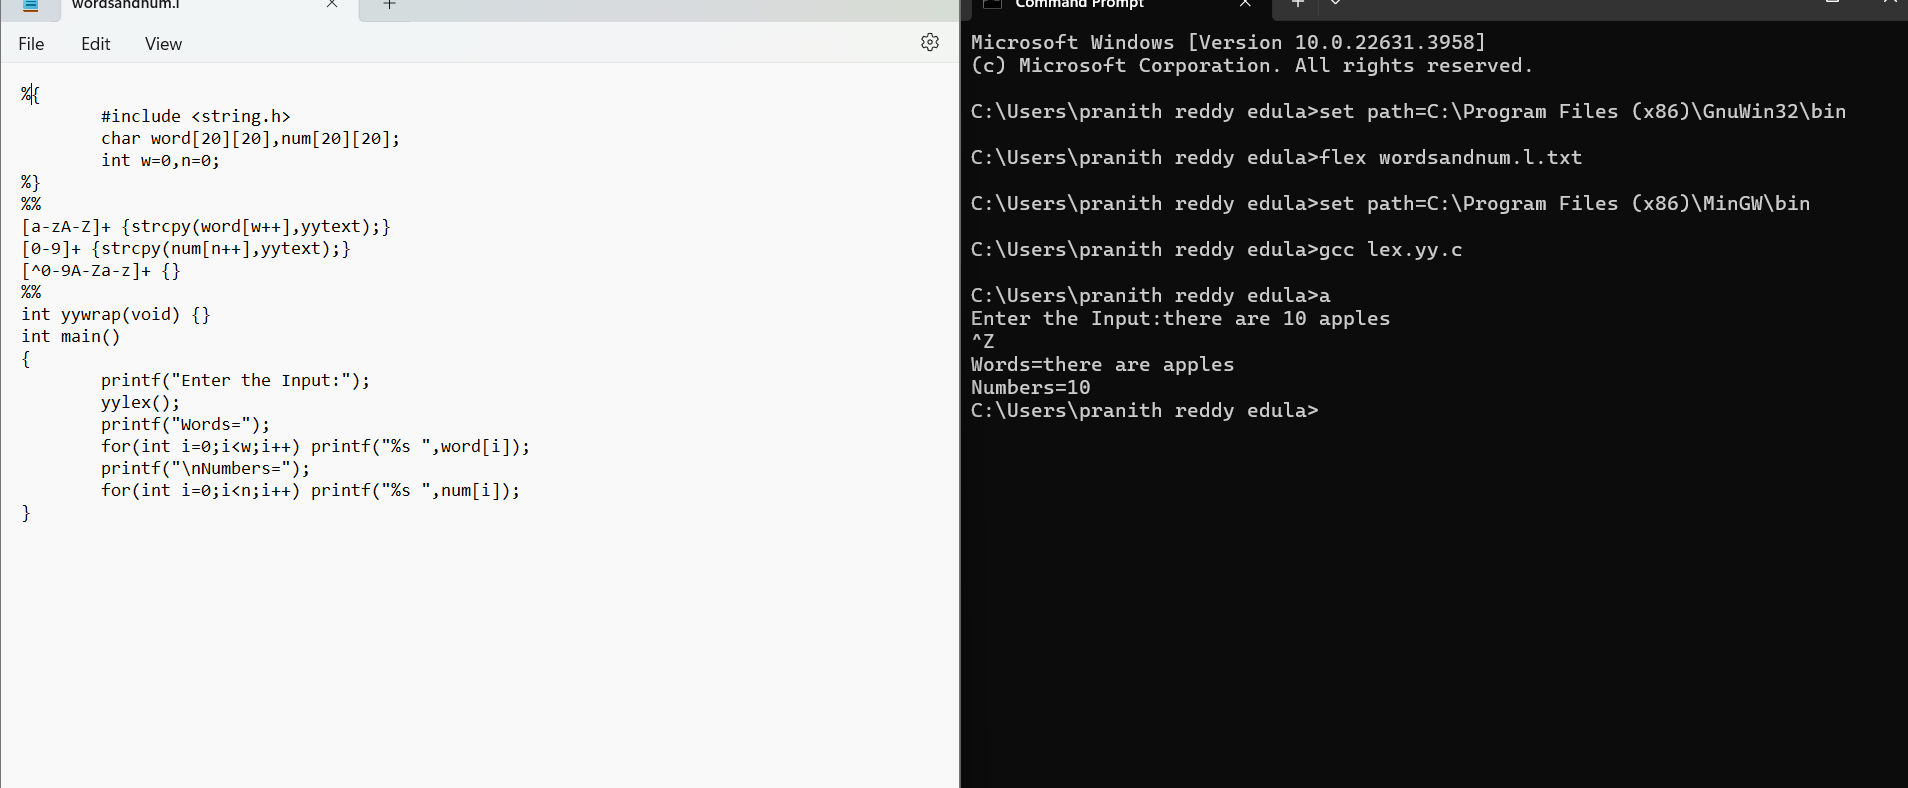 wordsandnum.l
File Edit View
%{
#include <string.h>
char word[20][20],num[20][20];
int w=0,n=0;
%}
%%
[a-zA-Z]+ {strcpy(word[w++],yytext);}
[0-9]+ {strcpy(num[n++],yytext);}
[^0-9A-Za-z]+ {}
%%
int yywrap(void) {}
int main()
{
printf("Enter the Input:");
yylex();
printf("Words=");
for(int i=0;i<w;i++) printf("%s ",word[i]);
printf("\nNumbers=");
for(int i=0;i<n;i++) printf("%s ",num[i]);
}
Command Prompt
Microsoft Windows [Version 10.0.22631.3958]
(c) Microsoft Corporation. All rights reserved.
C:\Users\pranith reddy edula>set path=C:\Program Files (x86)\GnuWin32\bin
C:\Users\pranith reddy edula>flex wordsandnum.l.txt
C:\Users\pranith reddy edula>set path=C:\Program Files (x86)\MinGW\bin
C:\Users\pranith reddy edula>gcc lex.yy.c
C:\Users\pranith reddy edula>a
Enter the Input:there are 10 apples
^Z
Words=there are apples
Numbers=10
C:\Users\pranith reddy edula>